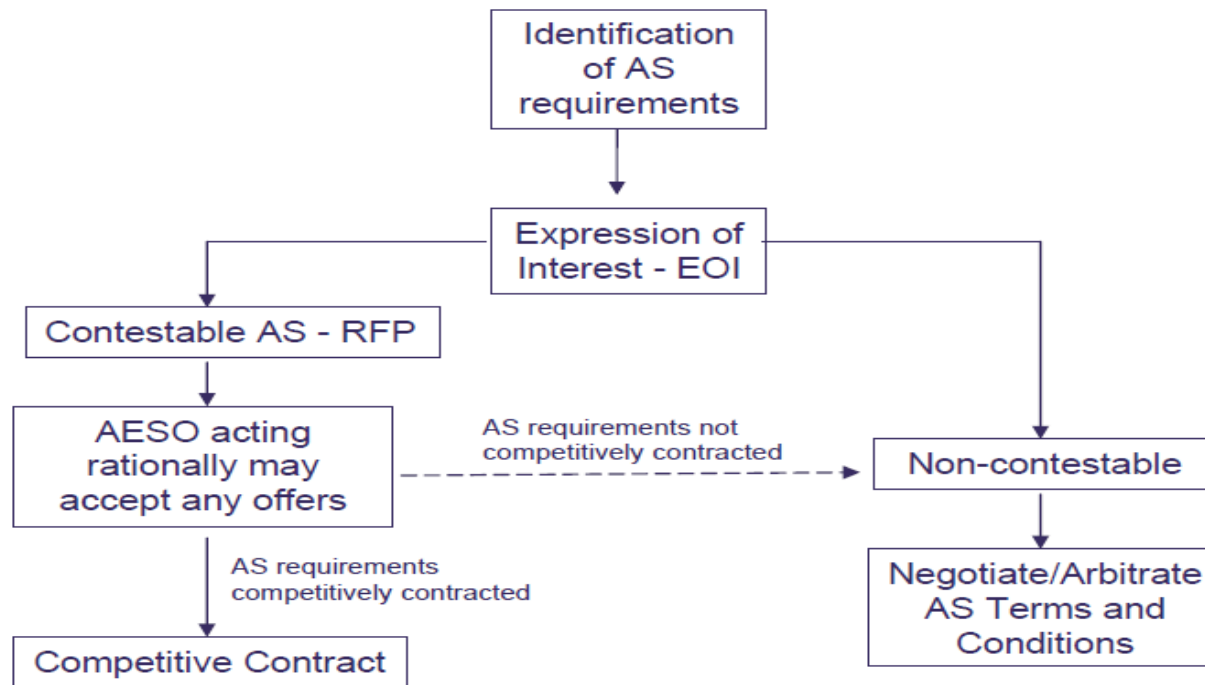 Identification
of AS
requirements
Expression of
Interest - EOI
Contestable AS - RFP
AESO acting
rationally may
accept any offers
AS requirements not
competitively contracted
Non-contestable
AS requirements
competitively contracted
Negotiate/Arbitrate
AS Terms and
Conditions
Competitive Contract